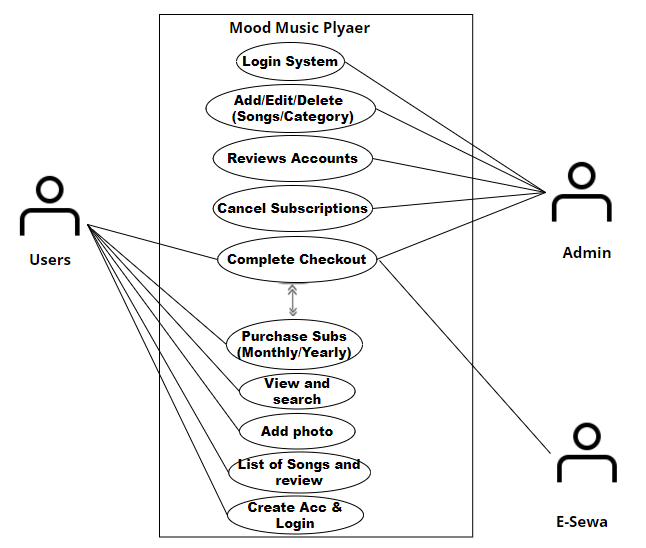 Mood Music Plyaer
Login System
Add/Edit/Delete
(Songs/Category)
Reviews Accounts
Cancel Subscriptions
Complete Checkout
Users
Admin
Purchase Subs
(Monthly/Yearly)
View and
search
Add photo
List of Songs and
review
Create Acc &
Login
E-Sewa